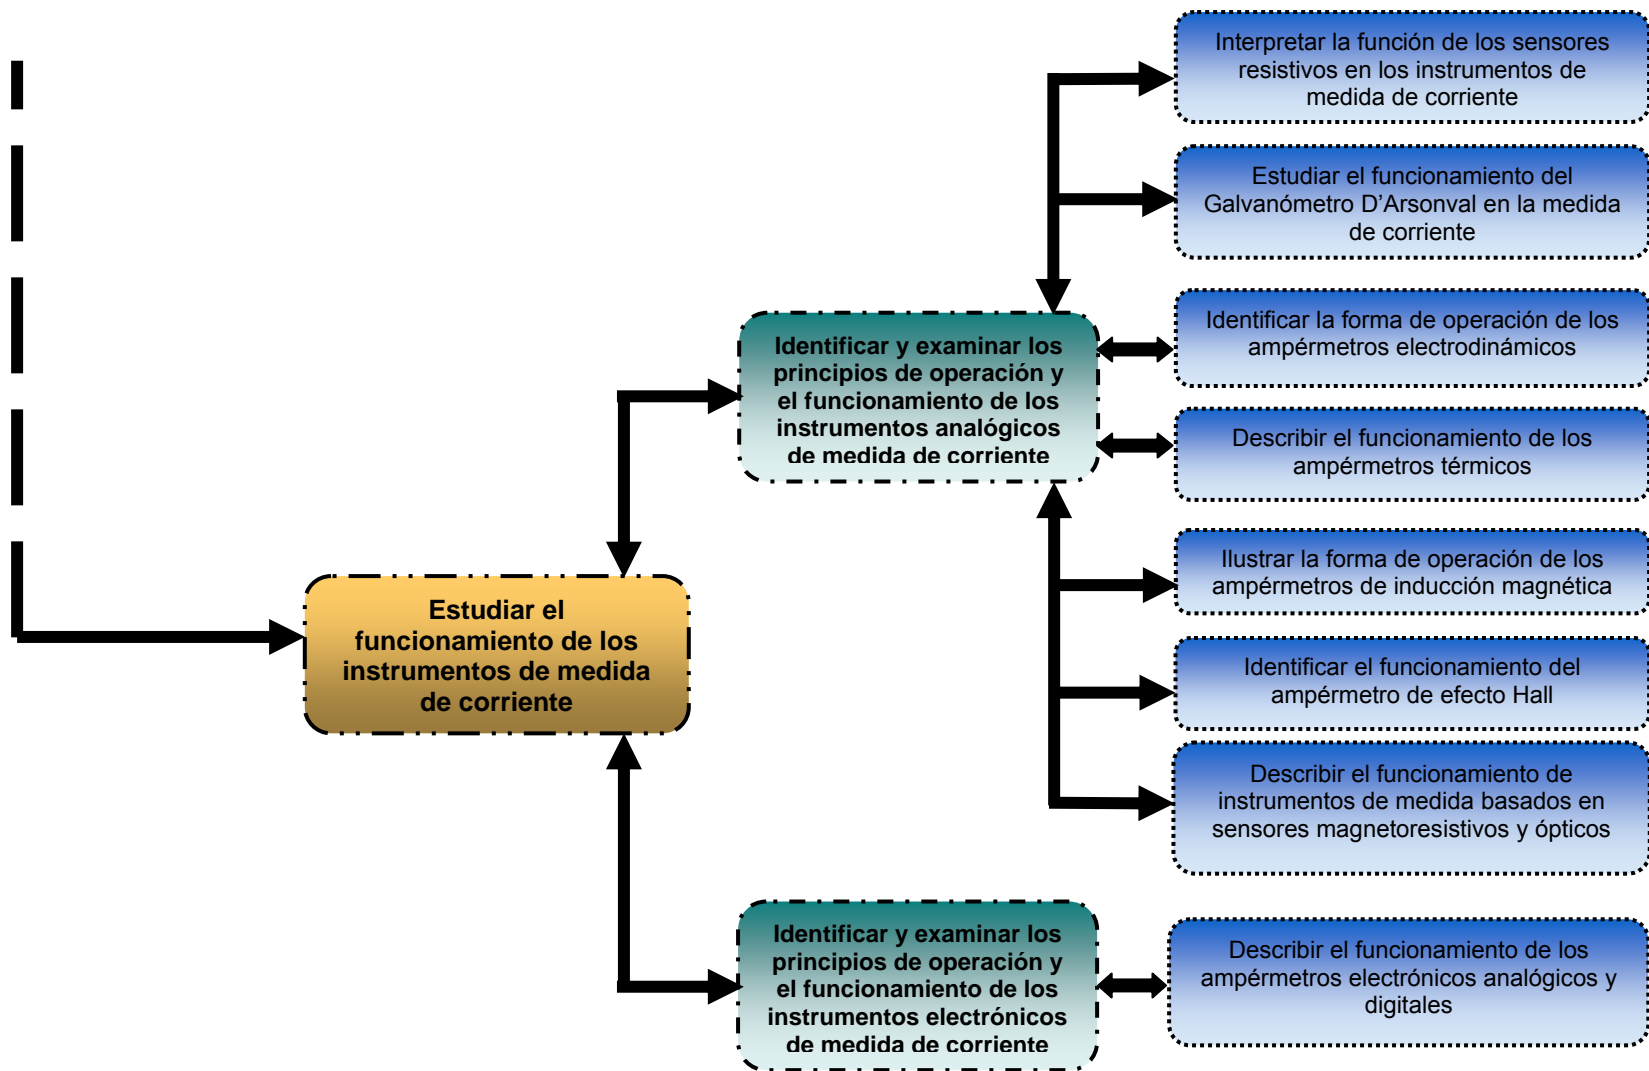 Interpretar la función de los sensores
resistivos en los instrumentos de
medida de corriente
Estudiar el funcionamiento del
Galvanómetro D’Arsonval en la medida
de corriente
Identificar la forma de operación de los
ampérmetros electrodinámicos
Identificar y examinar los
principios de operación y
el funcionamiento de los
instrumentos analógicos
de medida de corriente
Describir el funcionamiento de los
ampérmetros térmicos
Ilustrar la forma de operación de los
ampérmetros de inducción magnética
Estudiar el
funcionamiento de los
instrumentos de medida
de corriente
Identificar el funcionamiento del
ampérmetro de efecto Hall
Describir el funcionamiento de
instrumentos de medida basados en
sensores magnetoresistivos y ópticos
Identificar y examinar los
principios de operación y
el funcionamiento de los
instrumentos electrónicos
de medida de corriente
Describir el funcionamiento de los
ampérmetros electrónicos analógicos y
digitales